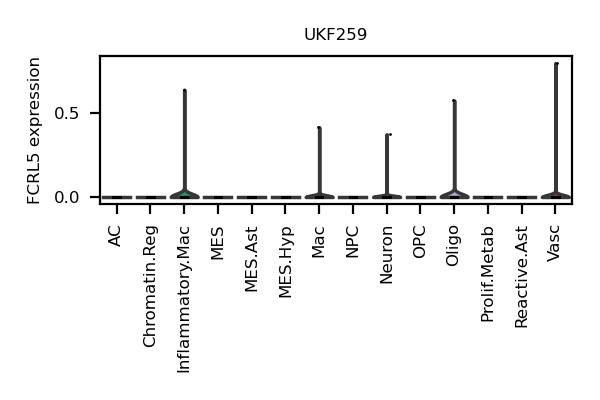 UKF259
FCRL5 expression
0.5
0.0
AC
Chromatin.Reg
Inflammatory.Mac
MES
MES.Ast
MES.Hyp
Mac
NPC
Neuron
OPC
Oligo
Prolif.Metab
Reactive.Ast
Vasc